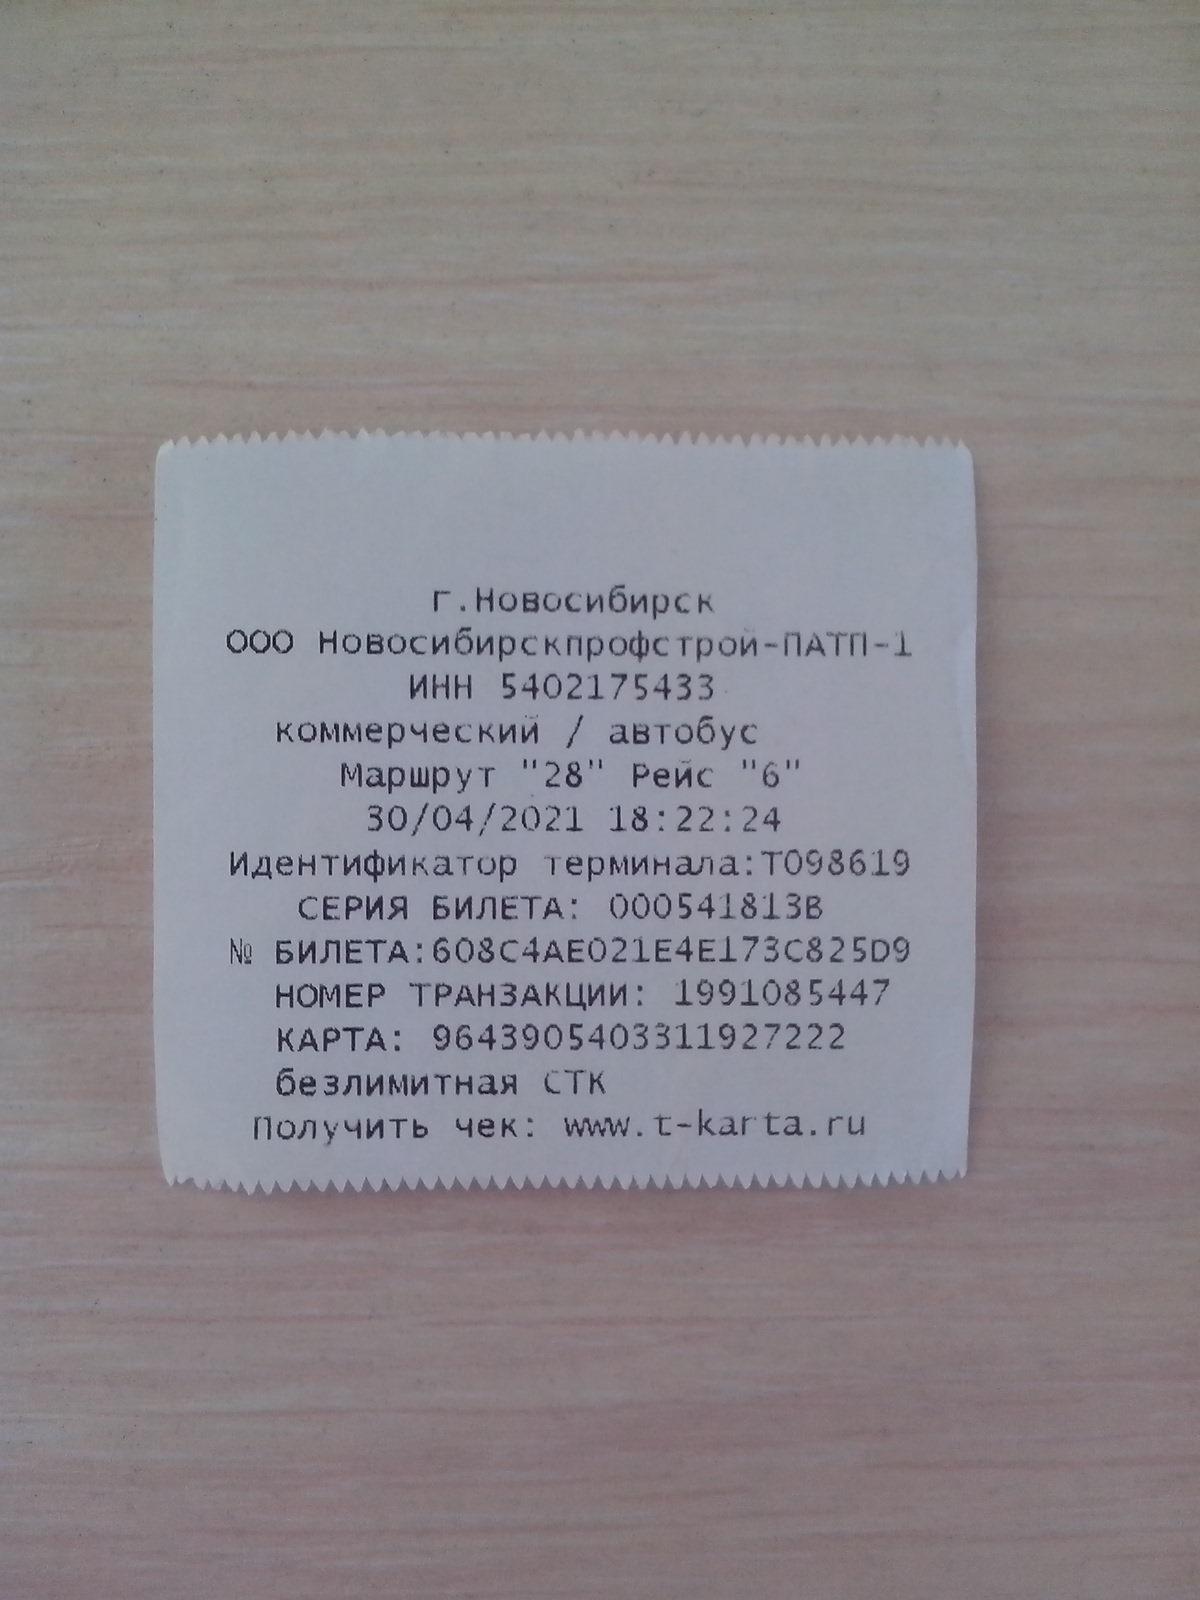 г.Новосибирск
ООО Новосибирскпрофстрой-ПАТП-1
ИНН 5402175433
коммерческий / автобус
Маршрут "28" Рейс "6"
30/04/2021 18:22:24
Идентификатор терминала:T098619
СЕРИЯ БИЛЕТА: 000541813B
№ БИЛЕТА:608C4AE021E4E173C825D9
НОМЕР ТРАНЗАКЦИИ: 1991085447
КАРТА: 9643905403311927222
безлимитная СТК
Получить чек: www.t-karta.ru